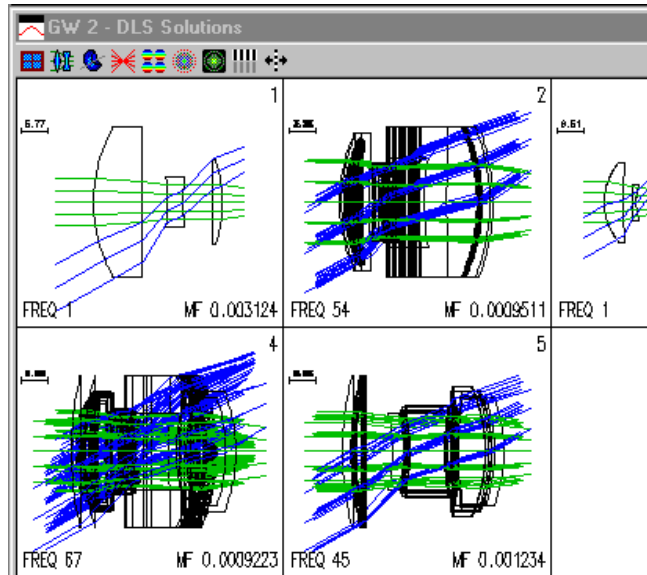 GW 2 - DLS Solutions
1
5.77
FREQ 1
MF 0.003124
2
FREQ 54
MF 0.0009511
FREQ 1
4
FREQ 67
MF 0.0009223
5
FREQ 45
MF 0.001234